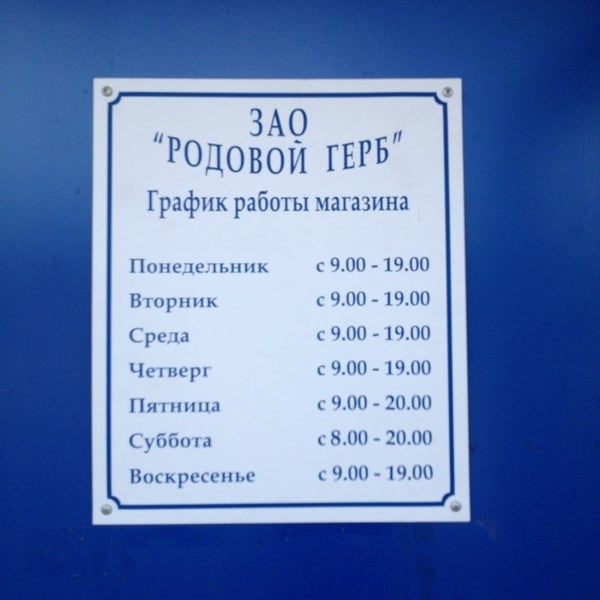 ЗАО
“РОДОВОЙ ГЕРБ”
График работы магазина
Понедельник с 9.00 - 19.00
Вторник с 9.00 - 19.00
Среда с 9.00 - 19.00
Четверг с 9.00 - 19.00
Пятница с 9.00 - 20.00
Суббота с 8.00 - 20.00
Воскресенье с 9.00 - 19.00